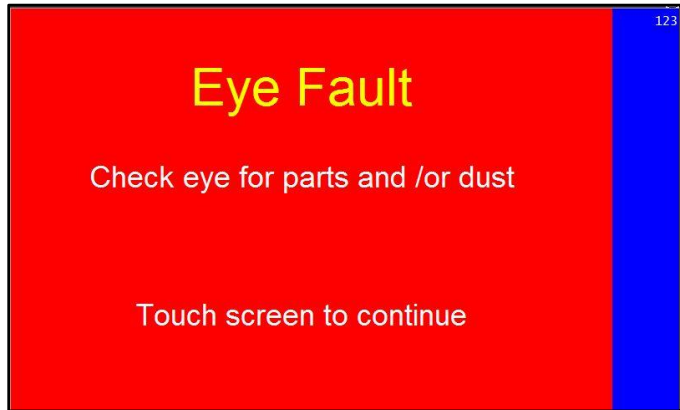 123
Eye Fault
Check eye for parts and /or dust
Touch screen to continue